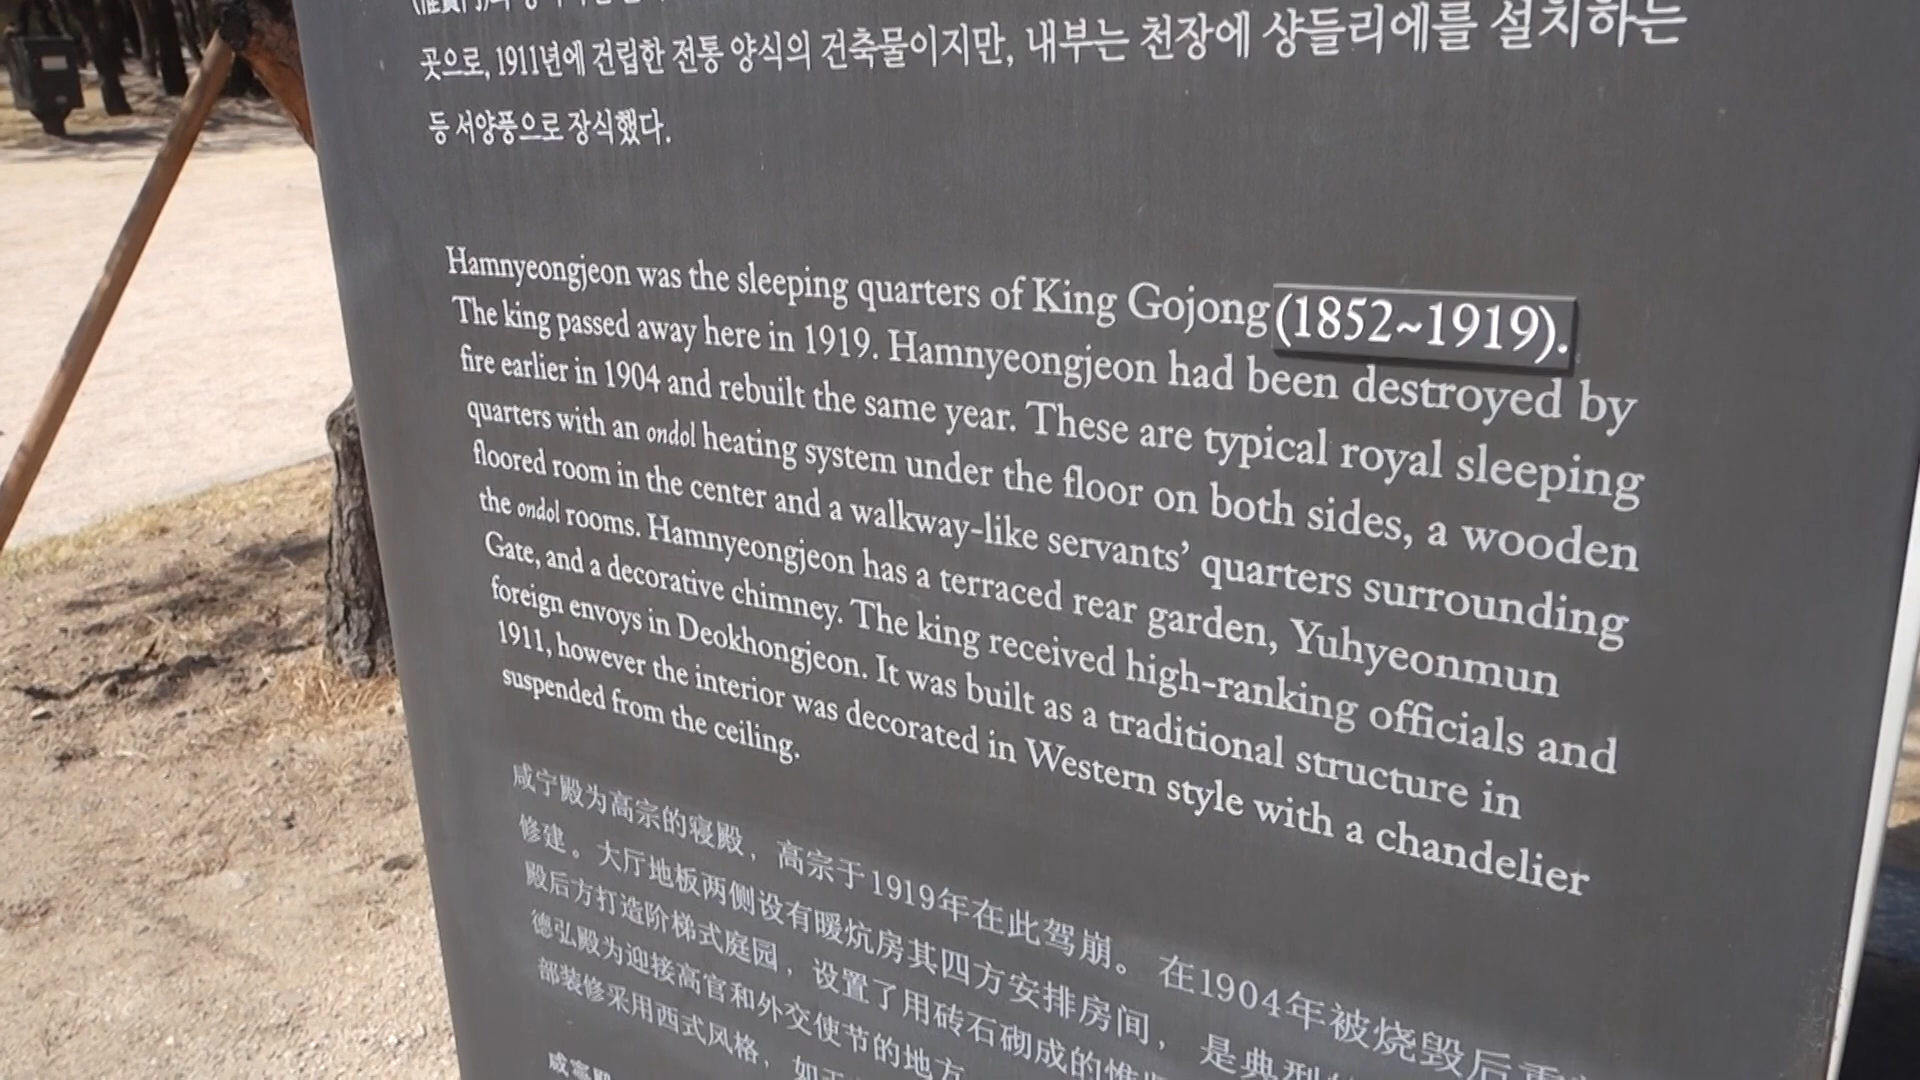 곳으로, 1911년에 건립한 전통 양식의 건축물이지만, 내부는 천장에 샹들리에를 설치하는
등 서양풍으로 장식했다.
Hamnyeongjeon was the sleeping quarters of King Gojong (1852~1919).
The king passed away here in 1919. Hamnyeongjeon had been destroyed by
fire earlier in 1904 and rebuilt the same year. These are typical royal sleeping
quarters with an ondol heating system under the floor on both sides, a wooden
floored room in the center and a walkway-like servants’ quarters surrounding
the ondol rooms. Hamnyeongjeon has a terraced rear garden, Yuhyeonmun
Gate, and a decorative chimney. The king received high-ranking officials and
foreign envoys in Deokhongjeon. It was built as a traditional structure in
1911, however the interior was decorated in Western style with a chandelier
suspended from the ceiling.
咸宁殿为高宗的寝殿，高宗于1919年在此驾崩。在1904年被烧毁后重
修建。大厅地板两侧设有暖炕房其四方安排房间，是典型
殿后方打造阶梯式庭园，设置了用砖石砌成的惟
德弘殿为迎接高官和外交使节的地方
部装修采用西式风格，如
咸寧殿